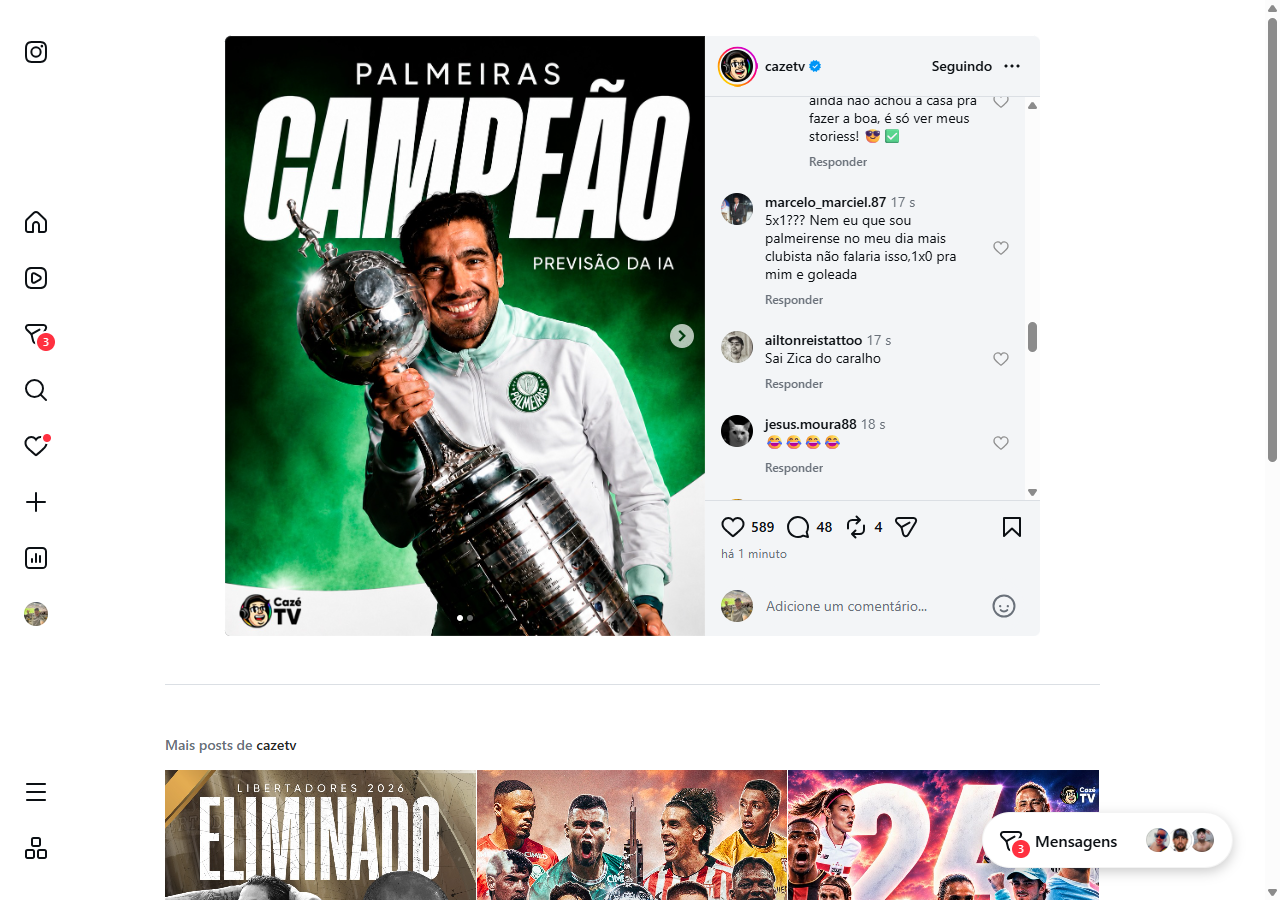 PALMEIRAS
CAMPEÃO
PREVISÃO DA IA
PALMEIRAS
Cazé
TV
cazetv
Seguindo
ainda não achou a casa pra
fazer a boa, é só ver meus
storiess! 😎 ✅
Responder
marcelo_marciel.87 17 s
5x1??? Nem eu que sou
palmeirense no meu dia mais
clubista não falaria isso,1x0 pra
mim e goleada
Responder
ailtonreistattoo 17 s
Sai Zica do caralho
Responder
jesus.moura88 18 s
😂😂😂😂
Responder
589 48 4
há 1 minuto
Adicione um comentário...
3
Mais posts de cazetv
LIBERTADORES 2026
ELIMINADO
24
Cazé
TV
3
Mensagens